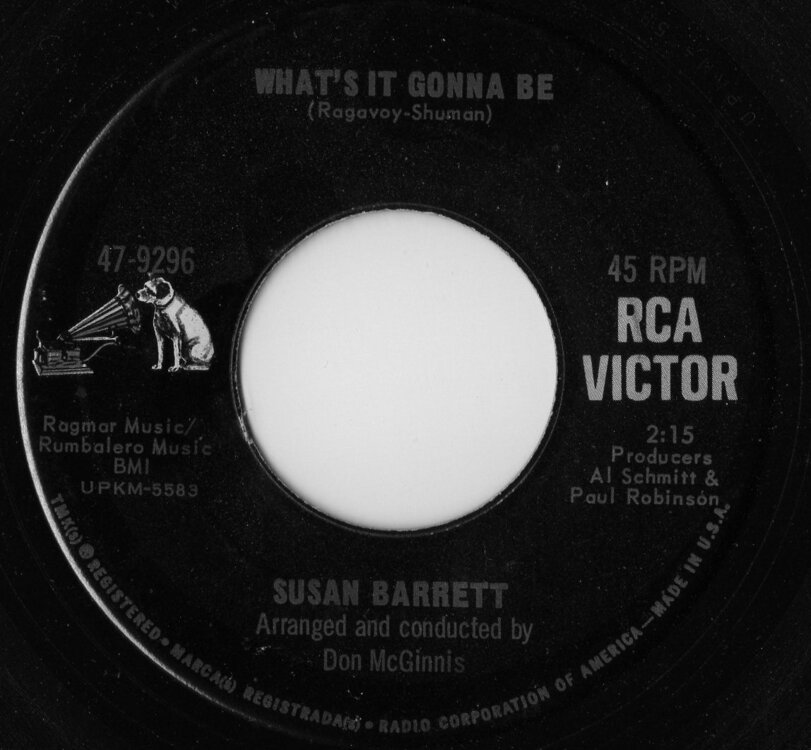 WHAT'S IT GONNA BE
(Ragavoy-Shuman)
47-9296
45 RPM
RCA
VICTOR
Ragmar Music/
Rumbalero Music
BMI
UPKM-5583
2:15
Producers
Al Schmitt &
Paul Robinson
SUSAN BARRETT
Arranged and conducted by
Don McGinnis
TMK(s) ® REGISTERED • MARCA(s) REGISTRADA(s) • RADIO CORPORATION OF AMERICA—MADE IN U.S.A.